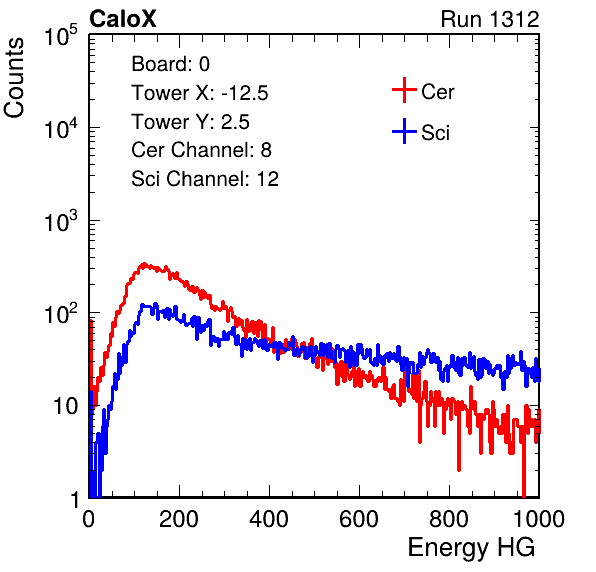 CaloX Run 1312
Counts
10^5
10^4
10^3
10^2
10
1
Board: 0
Tower X: -12.5
Tower Y: 2.5
Cer Channel: 8
Sci Channel: 12
Cer
Sci
0 200 400 600 800 1000
Energy HG